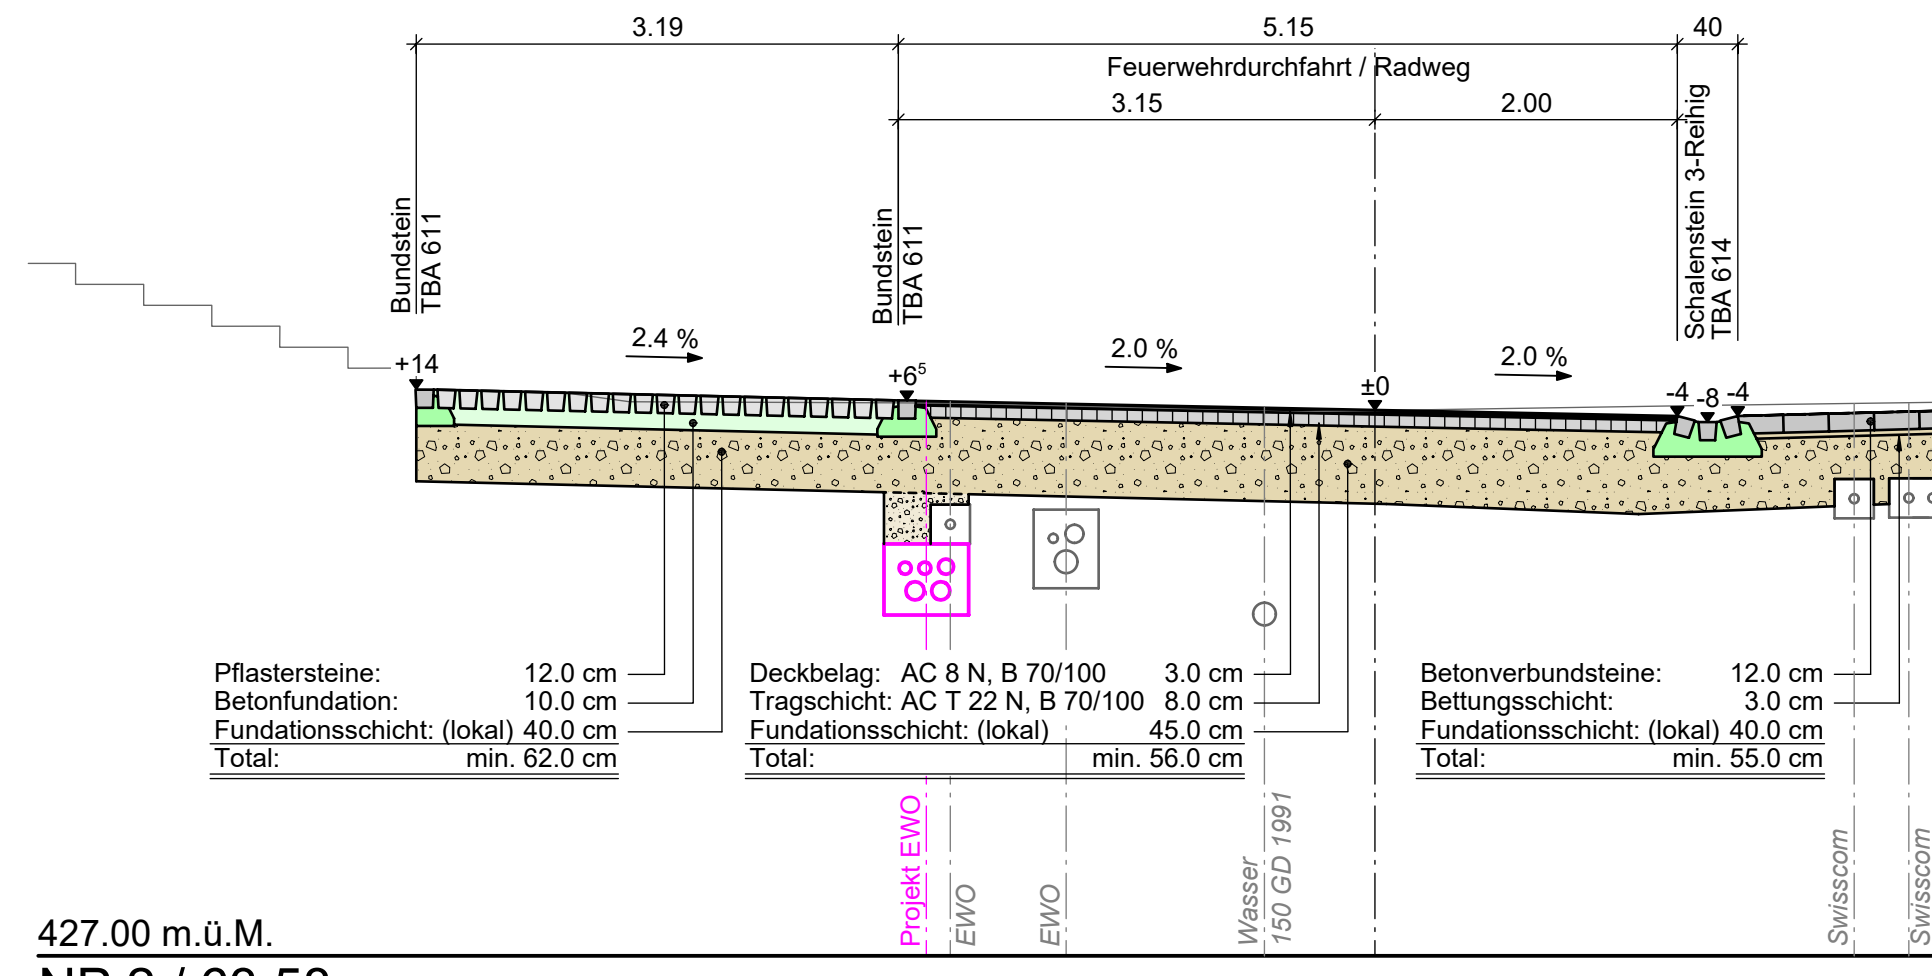 3.19
5.15
40
Feuerwehrdurchfahrt / Radweg
3.15
2.00
Bundstein
TBA 611
Bundstein
TBA 611
Schalenstein 3-Reihig
TBA 614
2.4 %
2.0 %
2.0 %
+14
+6⁵
±0
-4
-8
-4
Pflastersteine: 12.0 cm
Betonfundation: 10.0 cm
Fundationsschicht: (lokal) 40.0 cm
Total: min. 62.0 cm
Deckbelag: AC 8 N, B 70/100 3.0 cm
Tragschicht: AC T 22 N, B 70/100 8.0 cm
Fundationsschicht: (lokal) 45.0 cm
Total: min. 56.0 cm
Betonverbundsteine: 12.0 cm
Bettungsschicht: 3.0 cm
Fundationsschicht: (lokal) 40.0 cm
Total: min. 55.0 cm
Projekt EWO
EWO
EWO
Wasser
150 GD 1991
Swisscom
Swisscom
427.00 m.ü.M.